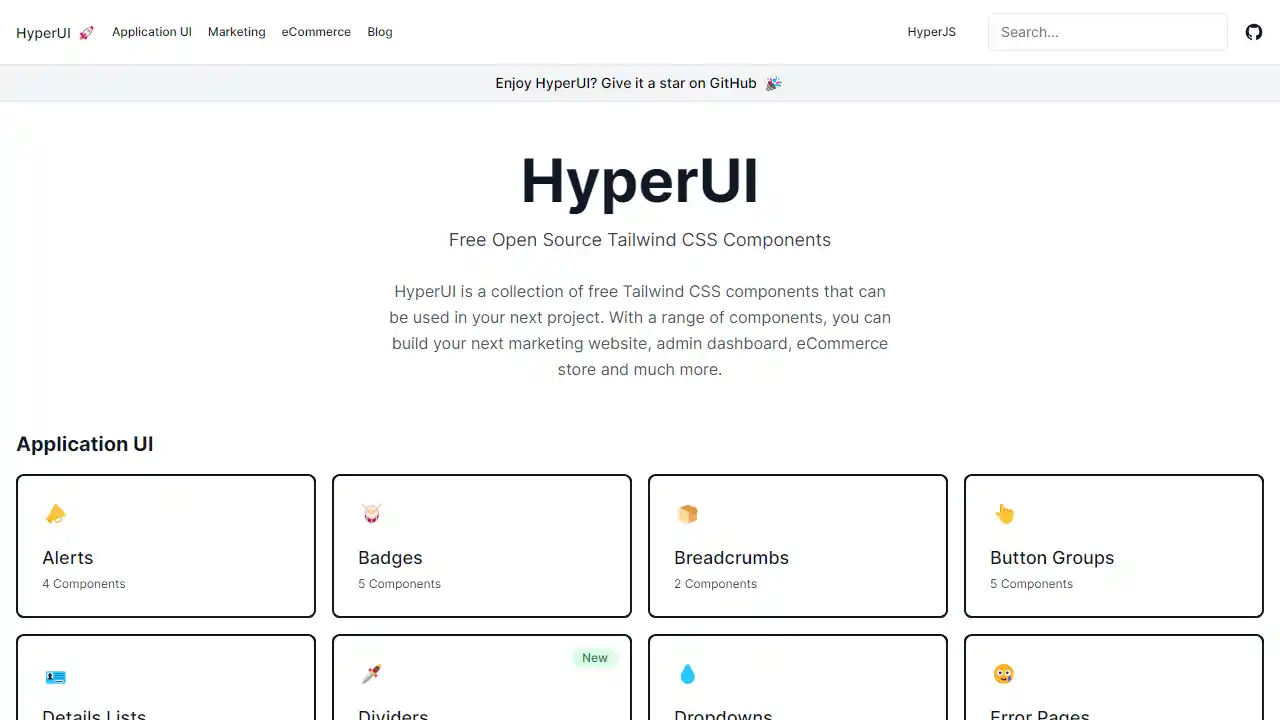 HyperUI 🚀 Application UI Marketing eCommerce Blog HyperJS Search...
Enjoy HyperUI? Give it a star on GitHub 🎉
HyperUI
Free Open Source Tailwind CSS Components
HyperUI is a collection of free Tailwind CSS components that can
be used in your next project. With a range of components, you can
build your next marketing website, admin dashboard, eCommerce
store and much more.
Application UI
Alerts
4 Components
Badges
5 Components
Breadcrumbs
2 Components
Button Groups
5 Components
Details Lists
New
Dividers
Dropdowns
Error Pages